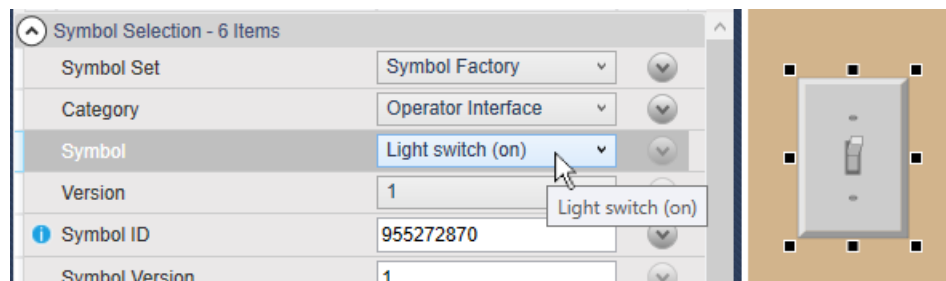 Symbol Selection - 6 Items
Symbol Set Symbol Factory
Category Operator Interface
Symbol Light switch (on)
Version 1
Light switch (on)
Symbol ID 955272870
Symbol Version 1